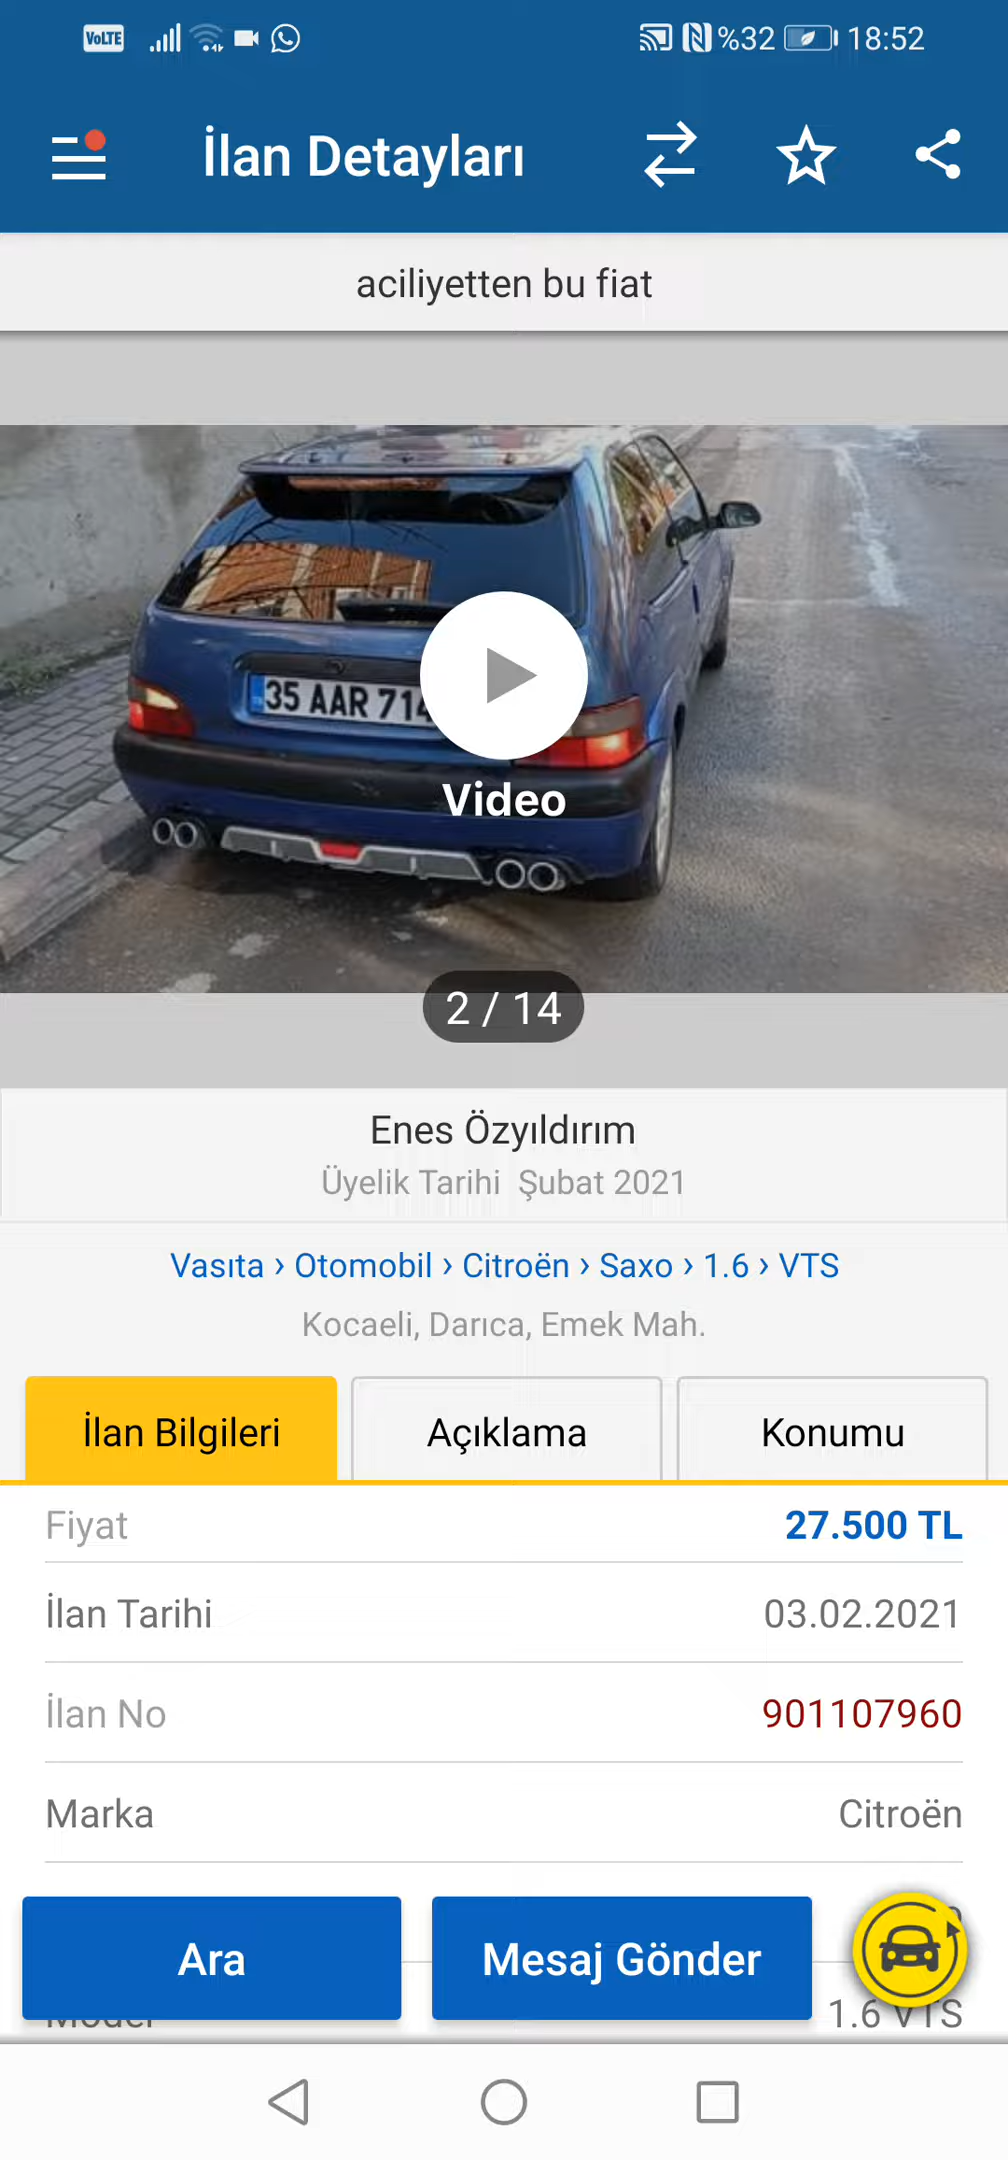 VoLTE %32 18:52
İlan Detayları
aciliyetten bu fiat
35 AAR 714
Video
2 / 14
Enes Özyıldırım
Üyelik Tarihi Şubat 2021
Vasıta › Otomobil › Citroën › Saxo › 1.6 › VTS
Kocaeli, Darıca, Emek Mah.
İlan Bilgileri Açıklama Konumu
Fiyat 27.500 TL
İlan Tarihi 03.02.2021
İlan No 901107960
Marka Citroën
Ara Mesaj Gönder
Model 1.6 VTS